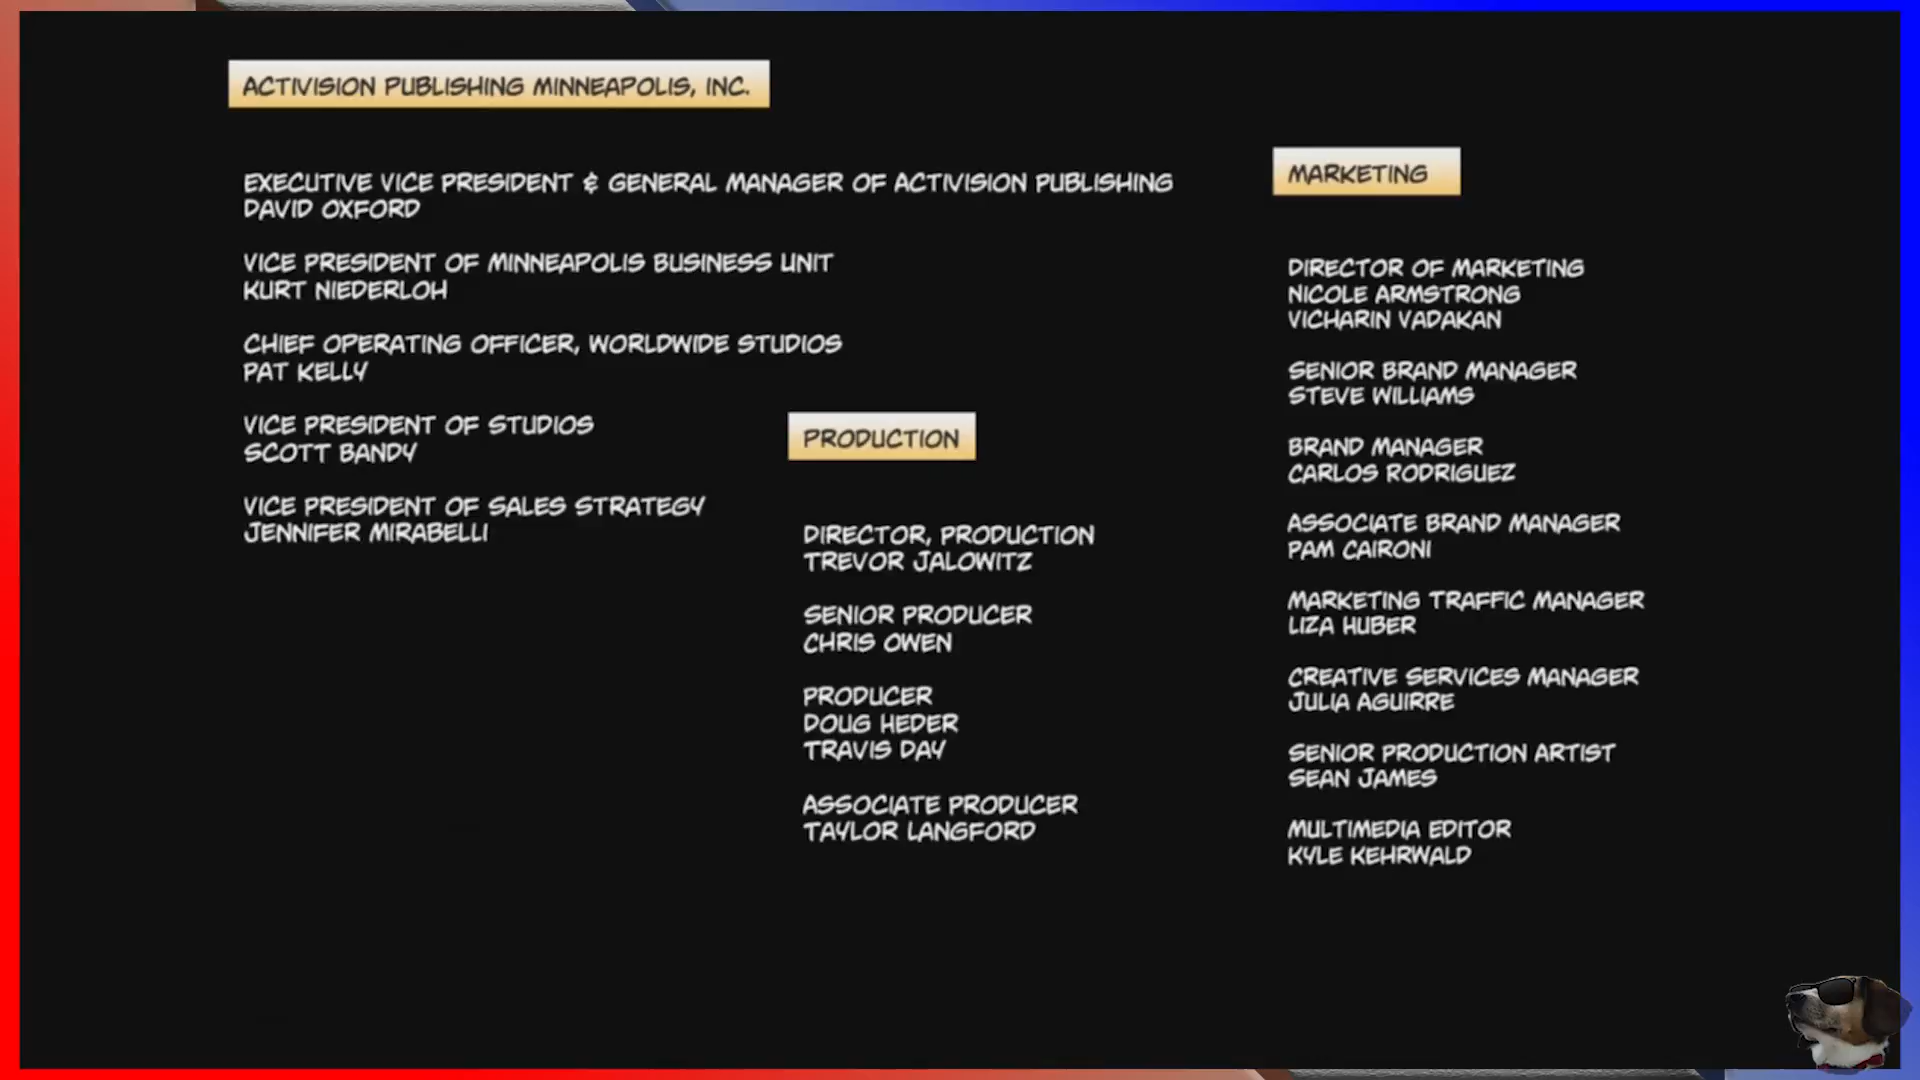 ACTIVISION PUBLISHING MINNEAPOLIS, INC.
EXECUTIVE VICE PRESIDENT & GENERAL MANAGER OF ACTIVISION PUBLISHING
DAVID OXFORD
VICE PRESIDENT OF MINNEAPOLIS BUSINESS UNIT
KURT NIEDERLOH
CHIEF OPERATING OFFICER, WORLDWIDE STUDIOS
PAT KELLY
VICE PRESIDENT OF STUDIOS
SCOTT BANDY
VICE PRESIDENT OF SALES STRATEGY
JENNIFER MIRABELLI
PRODUCTION
DIRECTOR, PRODUCTION
TREVOR JALOWITZ
SENIOR PRODUCER
CHRIS OWEN
PRODUCER
DOUG HEDER
TRAVIS DAY
ASSOCIATE PRODUCER
TAYLOR LANGFORD
MARKETING
DIRECTOR OF MARKETING
NICOLE ARMSTRONG
VICHARIN VADAKAN
SENIOR BRAND MANAGER
STEVE WILLIAMS
BRAND MANAGER
CARLOS RODRIGUEZ
ASSOCIATE BRAND MANAGER
PAM CAIRONI
MARKETING TRAFFIC MANAGER
LIZA HUBER
CREATIVE SERVICES MANAGER
JULIA AGUIRRE
SENIOR PRODUCTION ARTIST
SEAN JAMES
MULTIMEDIA EDITOR
KYLE KEHRWALD